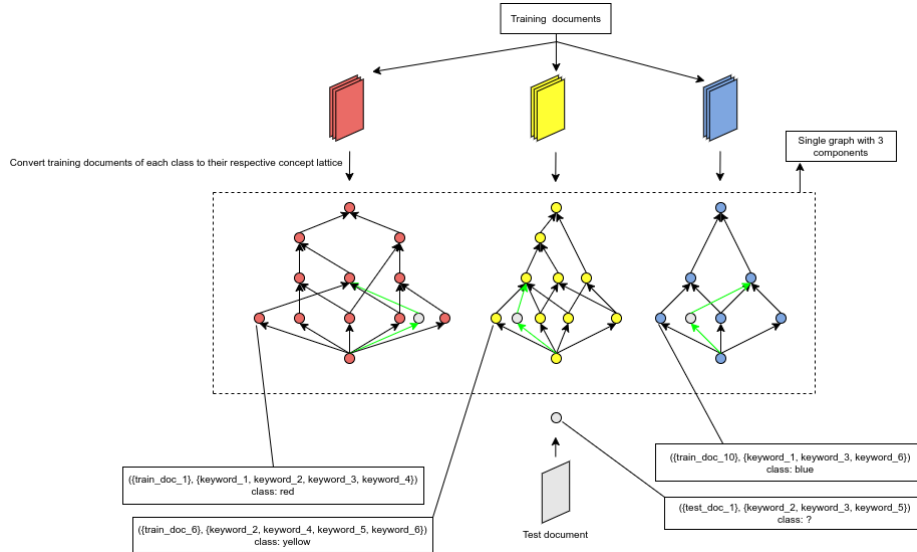 Training documents
Single graph with 3
components
Convert training documents of each class to their respective concept lattice
({train_doc_1}, {keyword_1, keyword_2, keyword_3, keyword_4})
class: red
({train_doc_10}, {keyword_1, keyword_3, keyword_6})
class: blue
({train_doc_6}, {keyword_2, keyword_4, keyword_5, keyword_6})
class: yellow
({test_doc_1}, {keyword_2, keyword_3, keyword_5})
class: ?
Test document